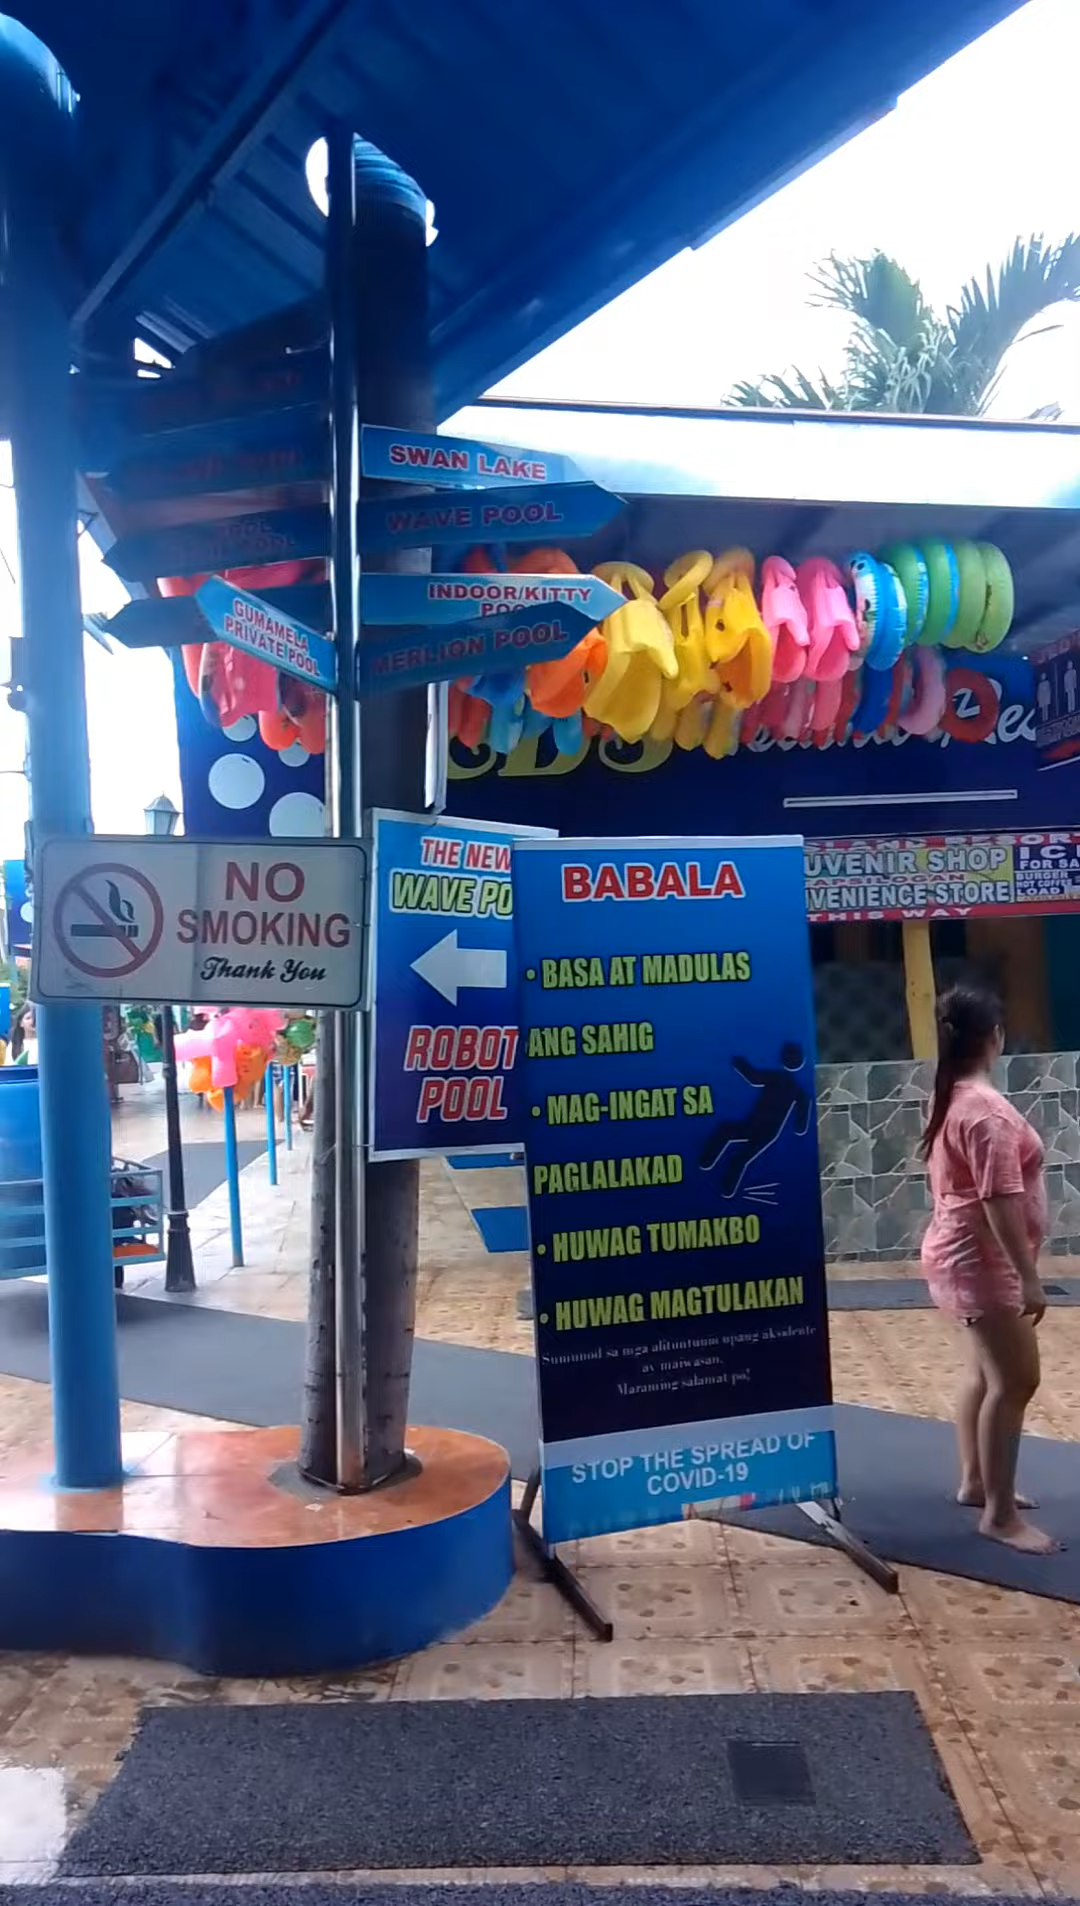 SWAN LAKE
WAVE POOL
INDOOR/KITTY
MERLION POOL
GUMAMELA
PRIVATE POOL
NO
SMOKING
Thank You
THE NEW
WAVE PO
ROBOT
POOL
BABALA
• BASA AT MADULAS
ANG SAHIG
• MAG-INGAT SA
PAGLALAKAD
• HUWAG TUMAKBO
• HUWAG MAGTULAKAN
Sumunod sa mga alituntunin upang aksidente
ay maiwasan.
Maraming salamat po!
STOP THE SPREAD OF
COVID-19
UVENIR SHOP
TAPSILOGAN
VENIENCE STORE
THIS WAY
FOR SA
BURGER
HOT COFFE
LOAD